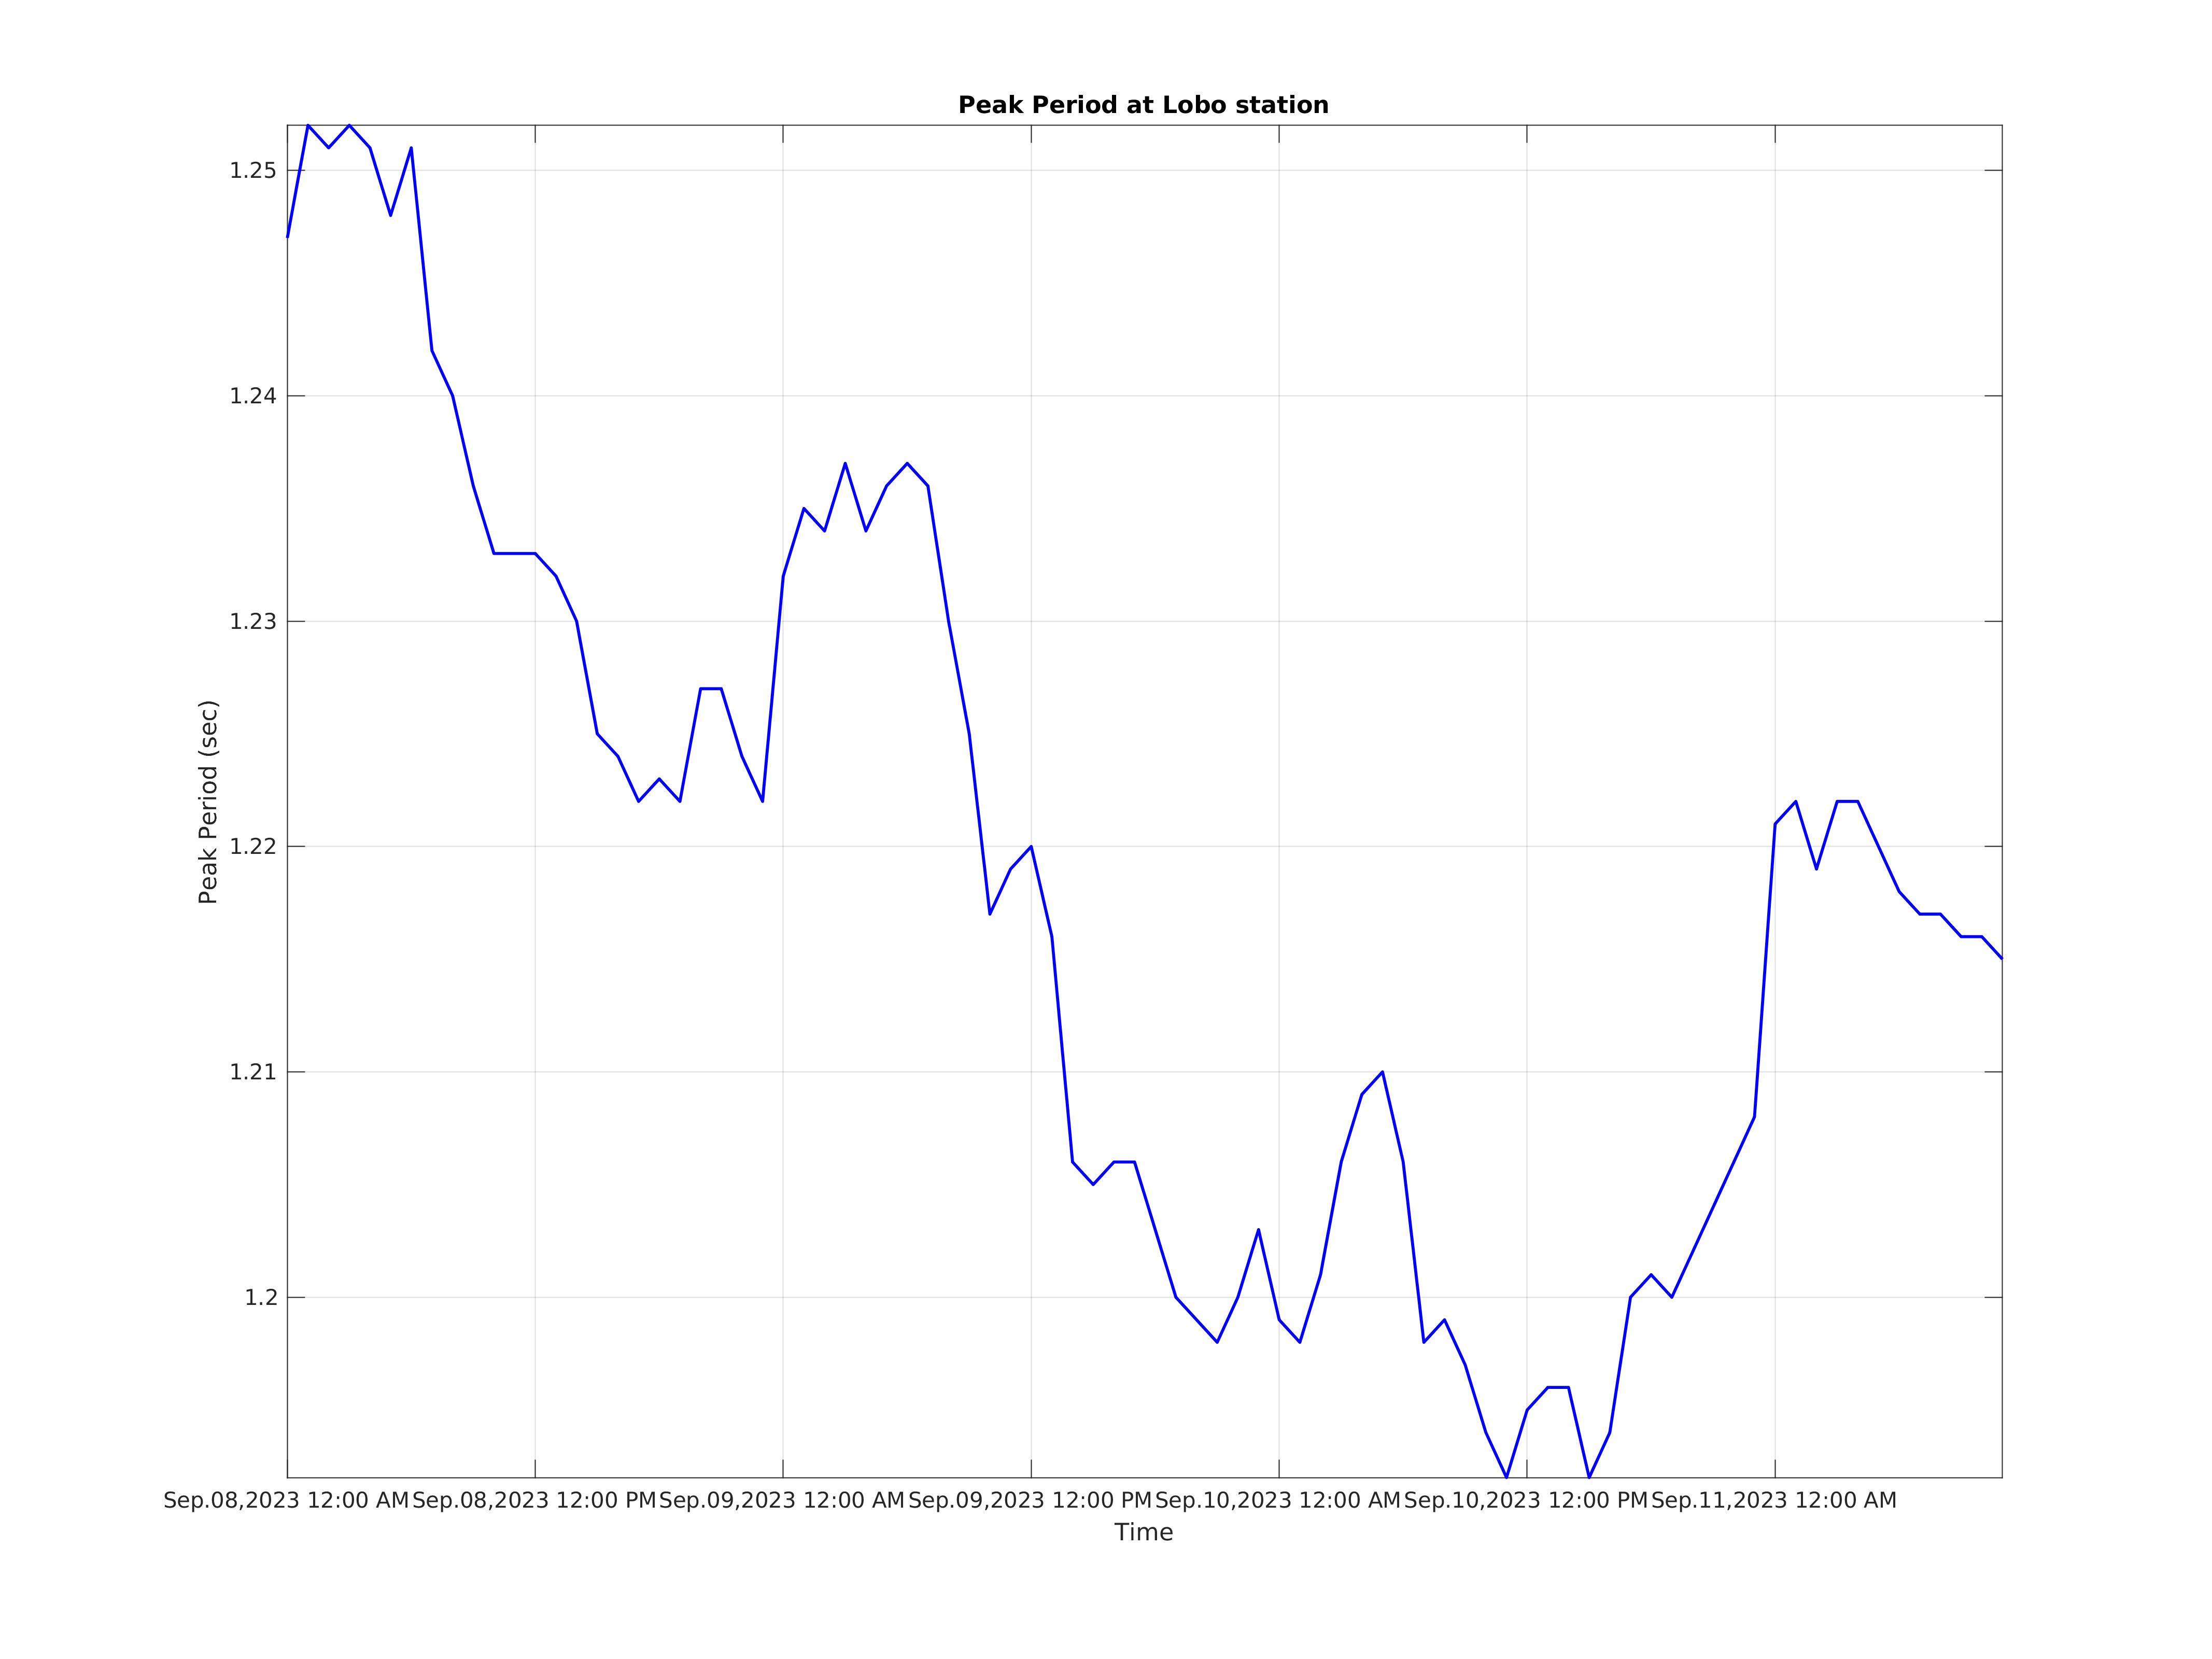 Peak Period at Lobo station
1.25
1.24
1.23
1.22
1.21
1.2
Peak Period (sec)
Sep.08,2023 12:00 AM Sep.08,2023 12:00 PM Sep.09,2023 12:00 AM Sep.09,2023 12:00 PM Sep.10,2023 12:00 AM Sep.10,2023 12:00 PM Sep.11,2023 12:00 AM
Time